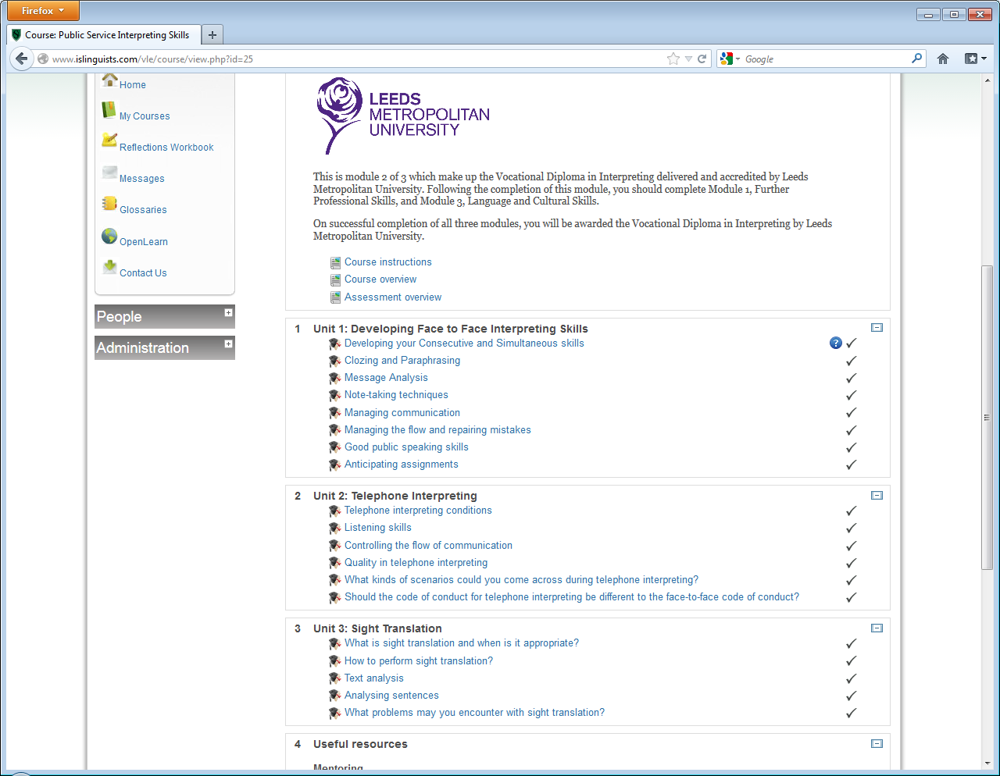 Firefox
Course: Public Service Interpreting Skills
www.islinguists.com/vle/course/view.php?id=25
Google
Home
My Courses
Reflections Workbook
Messages
Glossaries
OpenLearn
Contact Us
People
Administration
LEEDS
METROPOLITAN
UNIVERSITY
This is module 2 of 3 which make up the Vocational Diploma in Interpreting delivered and accredited by Leeds
Metropolitan University. Following the completion of this module, you should complete Module 1, Further
Professional Skills, and Module 3, Language and Cultural Skills.
On successful completion of all three modules, you will be awarded the Vocational Diploma in Interpreting by Leeds
Metropolitan University.
Course instructions
Course overview
Assessment overview
1 Unit 1: Developing Face to Face Interpreting Skills
Developing your Consecutive and Simultaneous skills ?
Clozing and Paraphrasing
Message Analysis
Note-taking techniques
Managing communication
Managing the flow and repairing mistakes
Good public speaking skills
Anticipating assignments
2 Unit 2: Telephone Interpreting
Telephone interpreting conditions
Listening skills
Controlling the flow of communication
Quality in telephone interpreting
What kinds of scenarios could you come across during telephone interpreting?
Should the code of conduct for telephone interpreting be different to the face-to-face code of conduct?
3 Unit 3: Sight Translation
What is sight translation and when is it appropriate?
How to perform sight translation?
Text analysis
Analysing sentences
What problems may you encounter with sight translation?
4 Useful resources
Mentoring